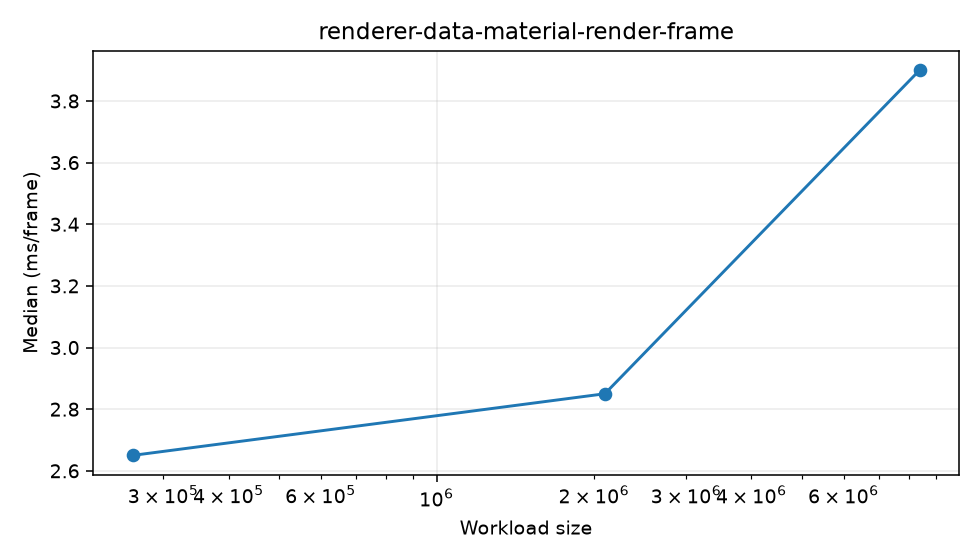 renderer-data-material-render-frame
Median (ms/frame)
3.8
3.6
3.4
3.2
3.0
2.8
2.6
3 × 10⁵ 4 × 10⁵ 6 × 10⁵ 10⁶ 2 × 10⁶ 3 × 10⁶ 4 × 10⁶ 6 × 10⁶
Workload size